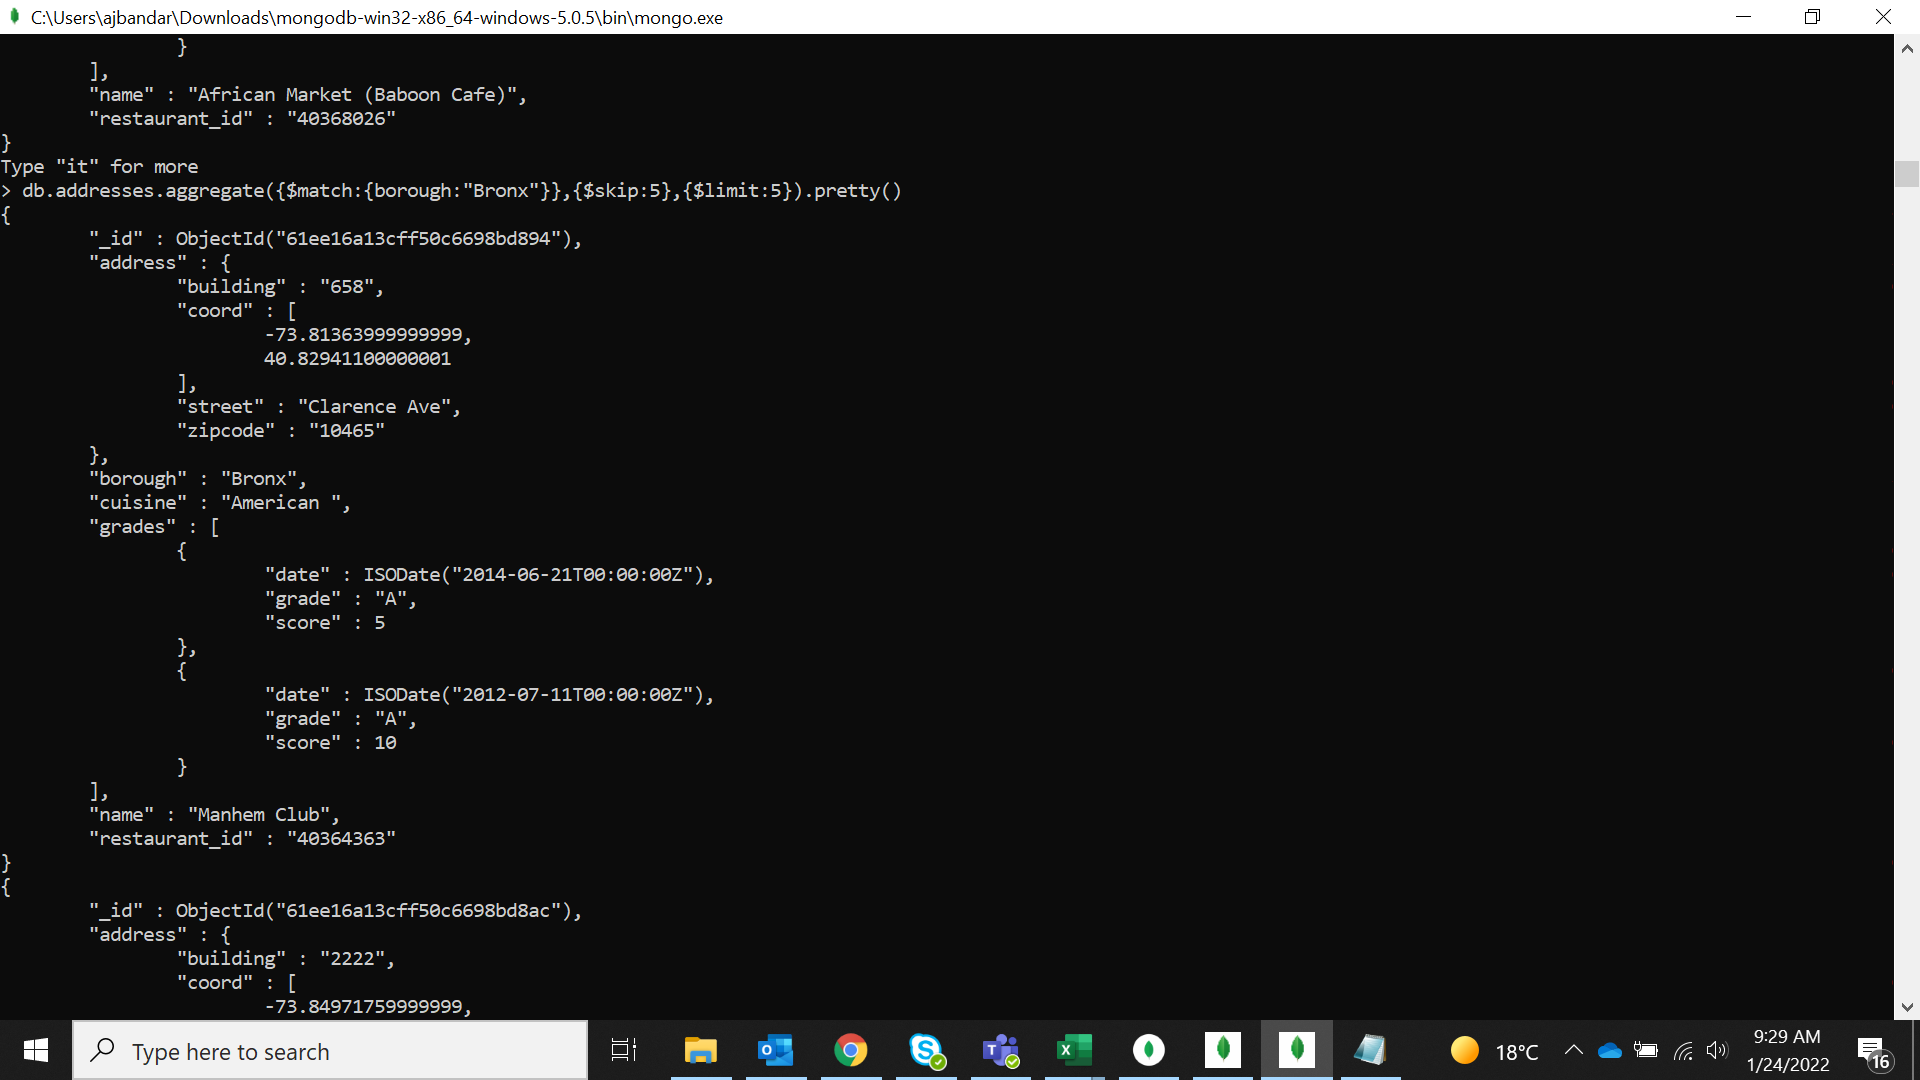 C:\Users\ajbandar\Downloads\mongodb-win32-x86_64-windows-5.0.5\bin\mongo.exe
}
],
"name" : "African Market (Baboon Cafe)",
"restaurant_id" : "40368026"
}
Type "it" for more
> db.addresses.aggregate({$match:{borough:"Bronx"}},{$skip:5},{$limit:5}).pretty()
{
"_id" : ObjectId("61ee16a13cff50c6698bd894"),
"address" : {
"building" : "658",
"coord" : [
-73.81363999999999,
40.82941100000001
],
"street" : "Clarence Ave",
"zipcode" : "10465"
},
"borough" : "Bronx",
"cuisine" : "American ",
"grades" : [
{
"date" : ISODate("2014-06-21T00:00:00Z"),
"grade" : "A",
"score" : 5
},
{
"date" : ISODate("2012-07-11T00:00:00Z"),
"grade" : "A",
"score" : 10
}
],
"name" : "Manhem Club",
"restaurant_id" : "40364363"
}
{
"_id" : ObjectId("61ee16a13cff50c6698bd8ac"),
"address" : {
"building" : "2222",
"coord" : [
-73.84971759999999,
Type here to search
18°C
9:29 AM
1/24/2022
16